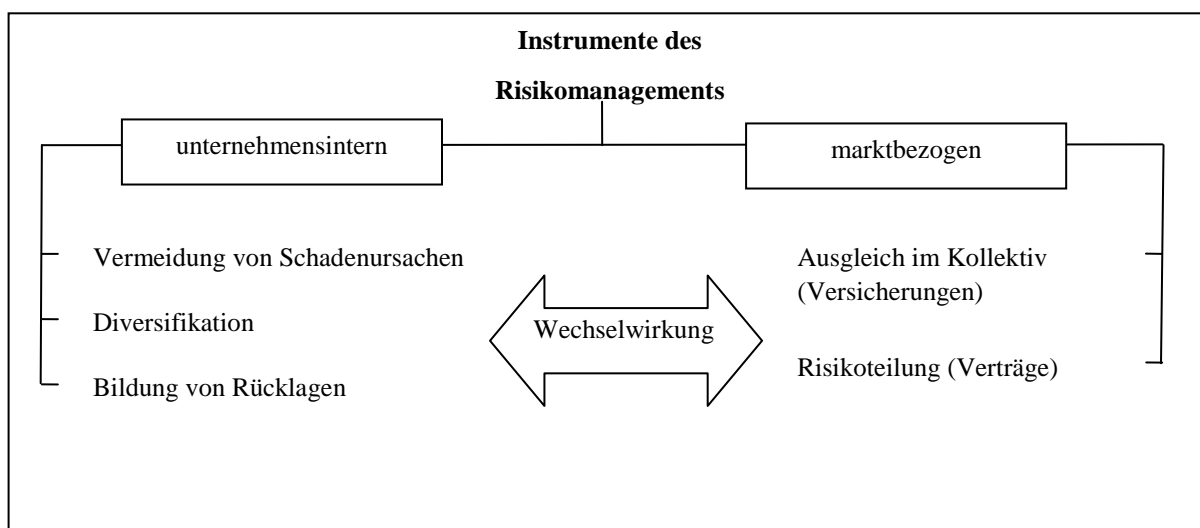 Instrumente des
Risikomanagements
unternehmensintern
marktbezogen
Vermeidung von Schadenursachen
Diversifikation
Bildung von Rücklagen
Wechselwirkung
Ausgleich im Kollektiv
(Versicherungen)
Risikoteilung (Verträge)